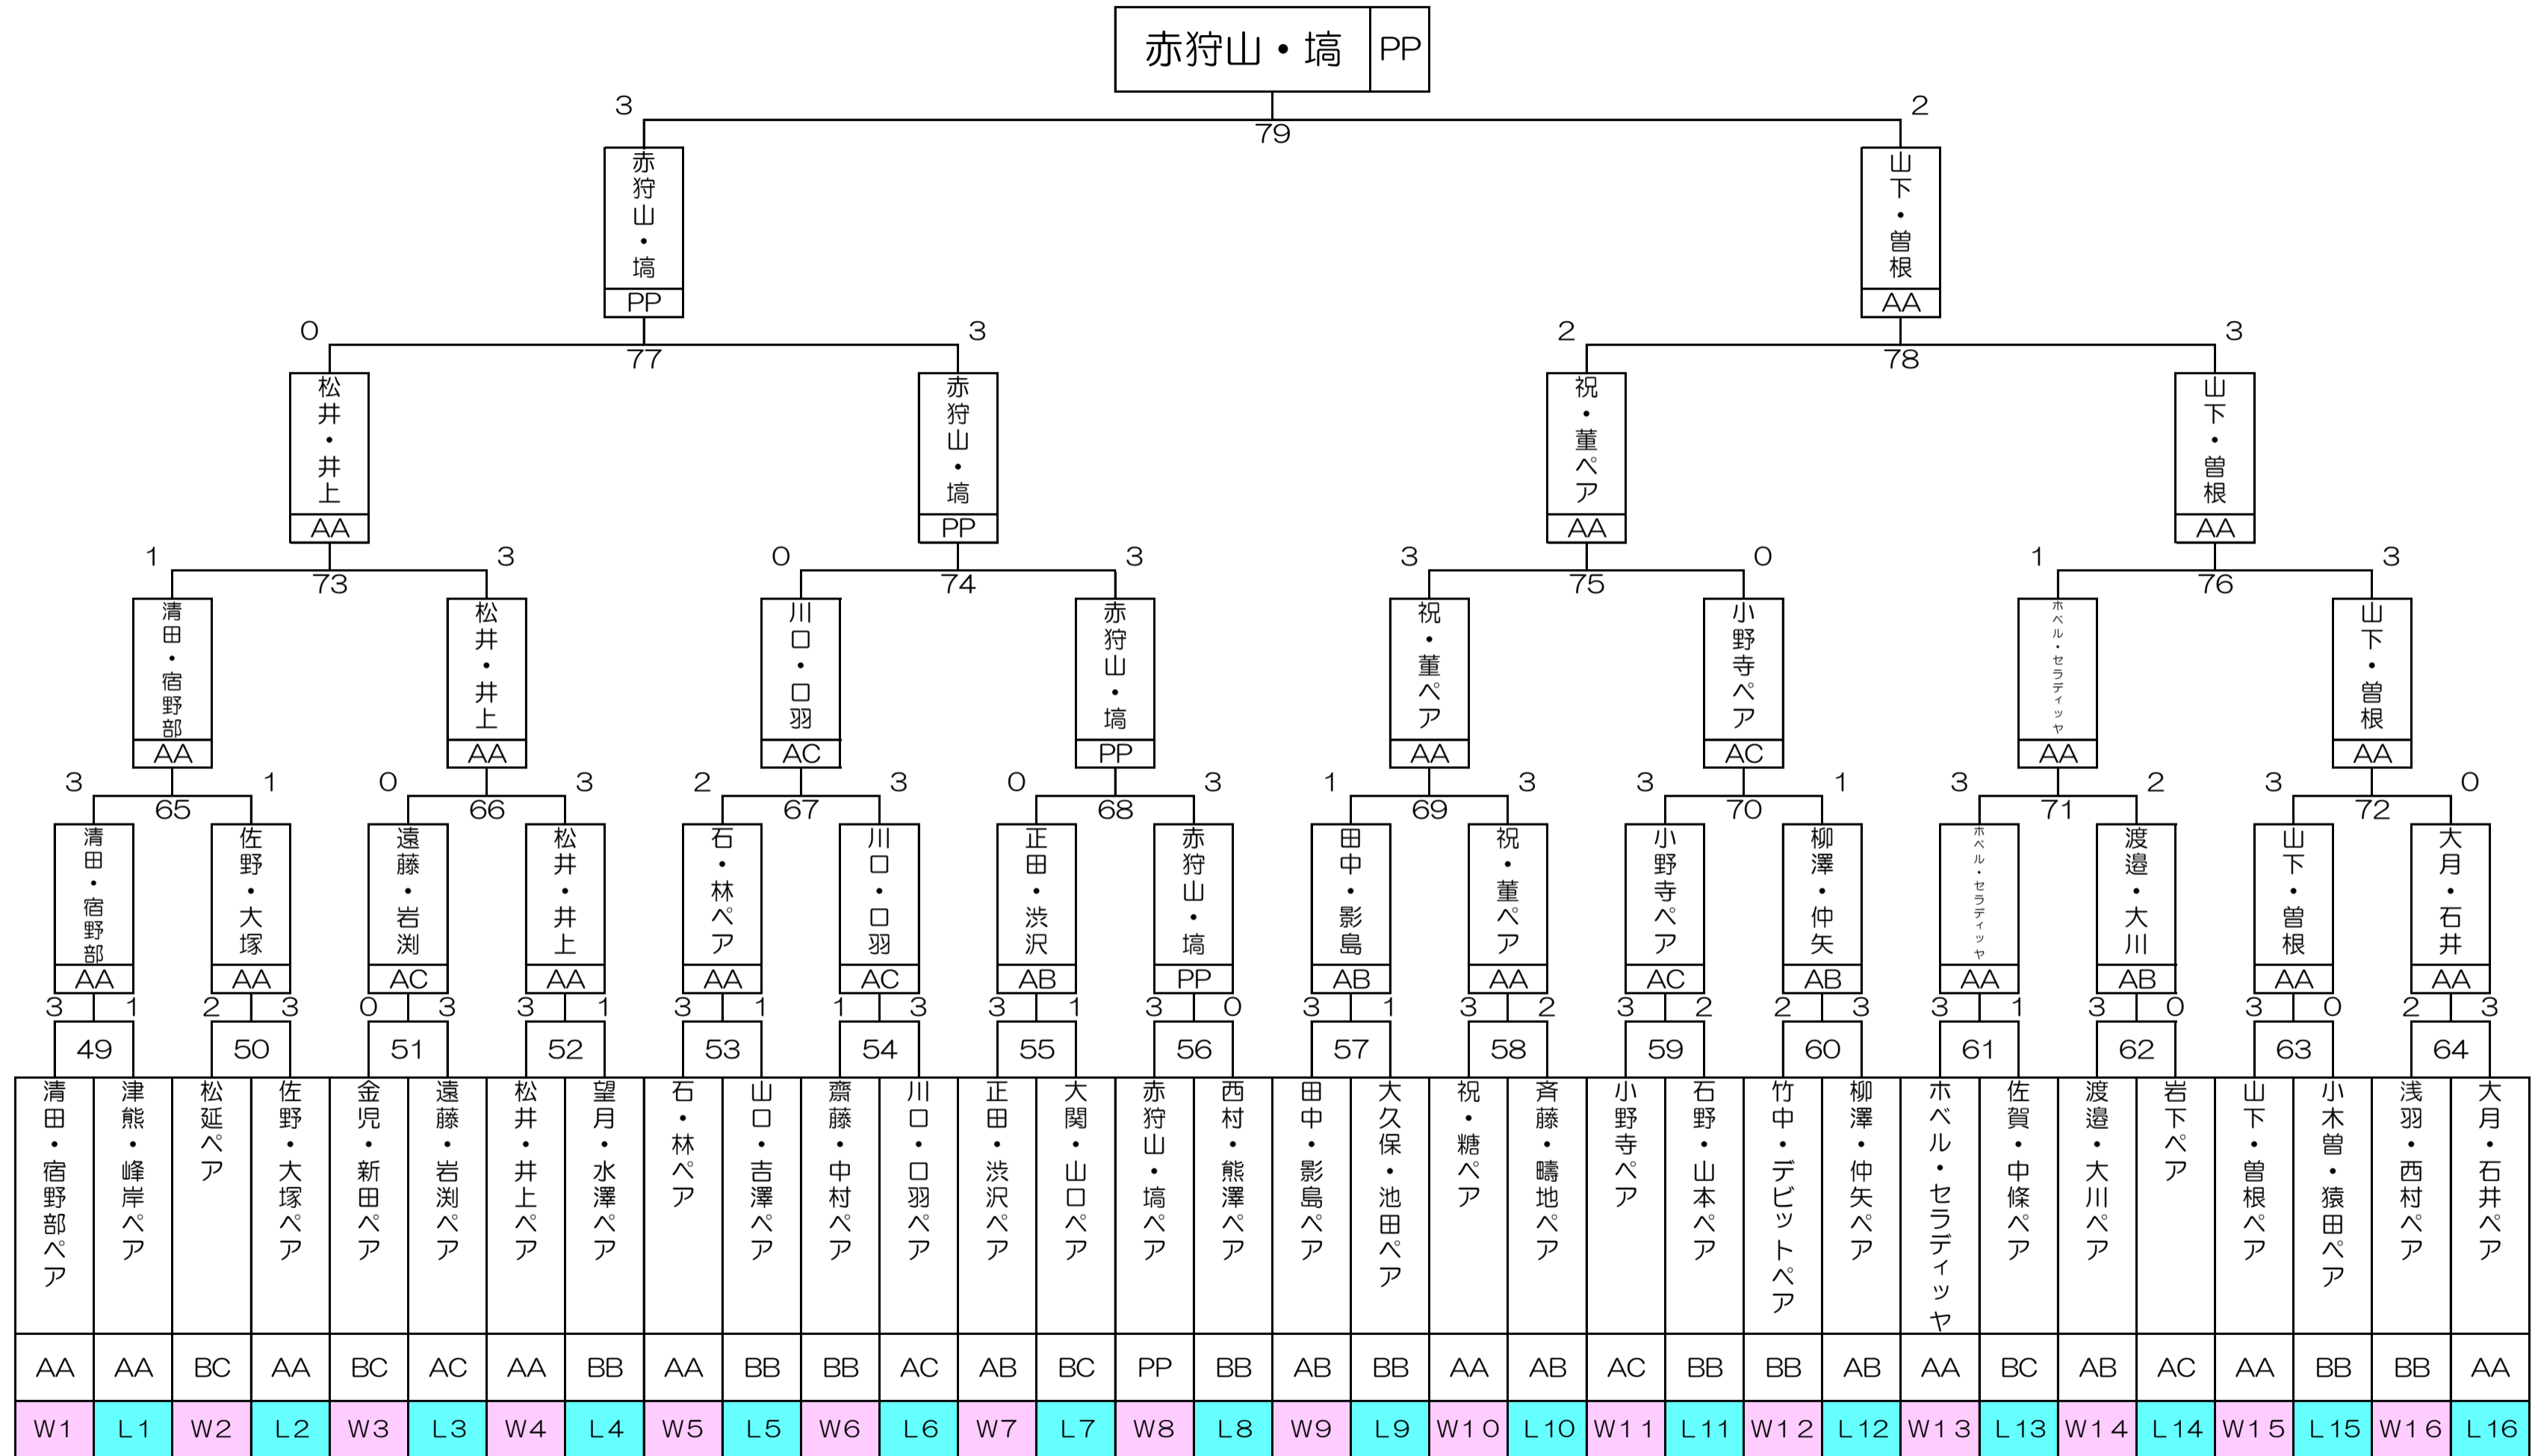 赤狩山・塙 PP
3 2
79
赤狩山・塙 山下・曽根
PP AA
0 3 2 3
77 78
松井・井上 赤狩山・塙 祝・董ペア 山下・曽根
AA PP AA AA
1 3 0 3 3 0 1 3
73 74 75 76
清田・宿野部 松井・井上 川口・口羽 赤狩山・塙 祝・董ペア 小野寺ペア ホベル・セラディッヤ 山下・曽根
AA AA AC PP AA AC AA AA
3 1 0 3 2 3 0 3 1 3 3 1 3 2 3 0
65 66 67 68 69 70 71 72
清田・宿野部 佐野・大塚 遠藤・岩渕 松井・井上 石・林ペア 川口・口羽 正田・渋沢 赤狩山・塙 田中・影島 祝・董ペア 小野寺ペア 柳澤・仲矢 ホベル・セラディッヤ 渡邉・大川 山下・曽根 大月・石井
AA AA AC AA AA AC AB PP AB AA AC AB AA AB AA AA
3 1 2 3 0 3 3 1 3 1 1 3 3 1 3 0 3 1 3 2 3 2 2 3 3 1 3 0 3 0 2 3
49 50 51 52 53 54 55 56 57 58 59 60 61 62 63 64
清田・宿野部ペア 津熊・峰岸ペア 松延ペア 佐野・大塚ペア 金児・新田ペア 遠藤・岩渕ペア 松井・井上ペア 望月・水澤ペア 石・林ペア 山口・吉澤ペア 齋藤・中村ペア 川口・口羽ペア 正田・渋沢ペア 大関・山口ペア 赤狩山・塙ペア 西村・熊澤ペア 田中・影島ペア 大久保・池田ペア 祝・糖ペア 斉藤・疇地ペア 小野寺ペア 石野・山本ペア 竹中・デビットペア 柳澤・仲矢ペア ホベル・セラディッヤ 佐賀・中條ペア 渡邉・大川ペア 岩下ペア 山下・曽根ペア 小木曽・猿田ペア 浅羽・西村ペア 大月・石井ペア
AA AA BC AA BC AC AA BB AA BB BB AC AB BC PP BB AB BB AA AB AC BB BB AB AA BC AB AC AA BB BB AA
W1 L1 W2 L2 W3 L3 W4 L4 W5 L5 W6 L6 W7 L7 W8 L8 W9 L9 W10 L10 W11 L11 W12 L12 W13 L13 W14 L14 W15 L15 W16 L16